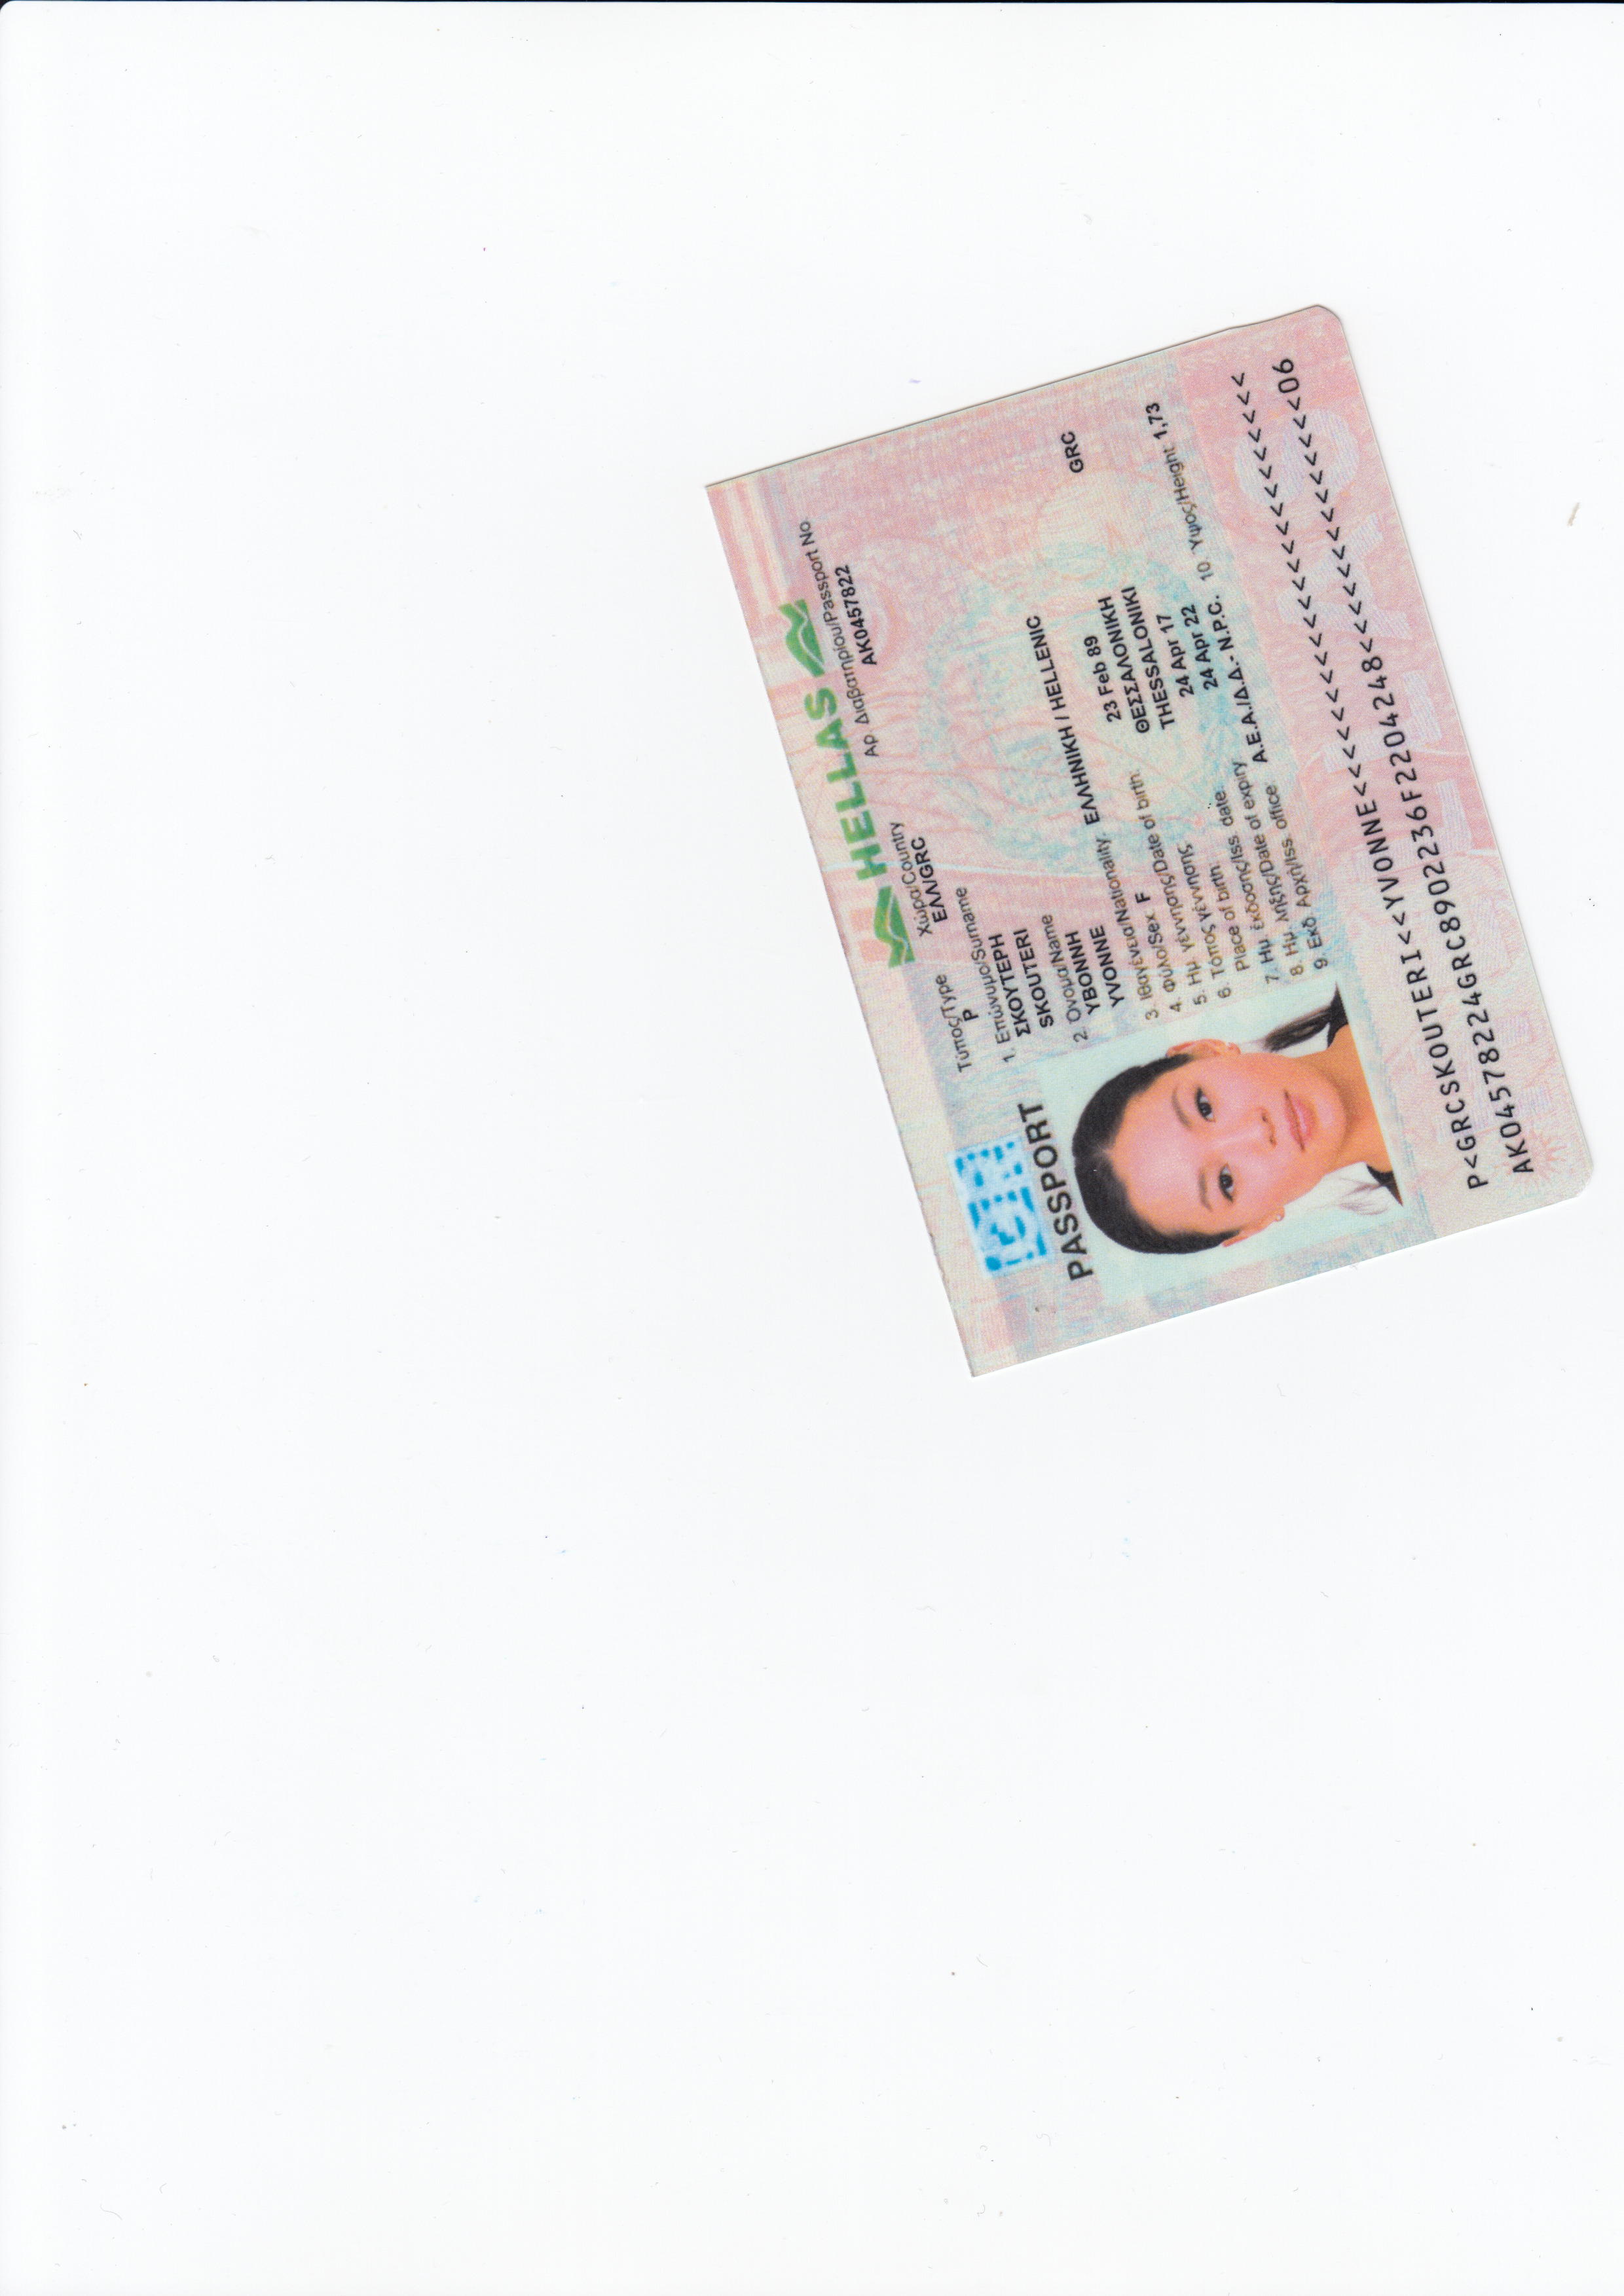 HELLAS
Τύπος/Type Χώρα/Country Αρ. Διαβατηρίου/Passport No.
P ΕΛΛ/GRC AK0457822
PASSPORT
1. Επώνυμο/Surname
ΣΚΟΥΤΕΡΗ
SKOUTERI
2. Όνομα/Name
ΥΒΟΝΝΗ
YVONNE
3. Ιθαγένεια/Nationality ΕΛΛΗΝΙΚΗ / HELLENIC GRC
4. Φύλο/Sex F
5. Ημ. γέννησης/Date of birth. 23 Feb 89
6. Τόπος γέννησης ΘΕΣΣΑΛΟΝΙΚΗ
Place of birth. THESSALONIKI
7. Ημ. έκδοσης/Iss. date. 24 Apr 17
8. Ημ. λήξης/Date of expiry 24 Apr 22
9. Εκδ. Αρχή/Iss. office Α.Ε.Α./Δ.Δ.- N.P.C. 10. Υψος/Height 1,73
P<GRCSKOUTERI<<YVONNE<<<<<<<<<<<<<<<<<<<<<<<
AK04578224GRC8902236F2204248<<<<<<<<<<<<<<06